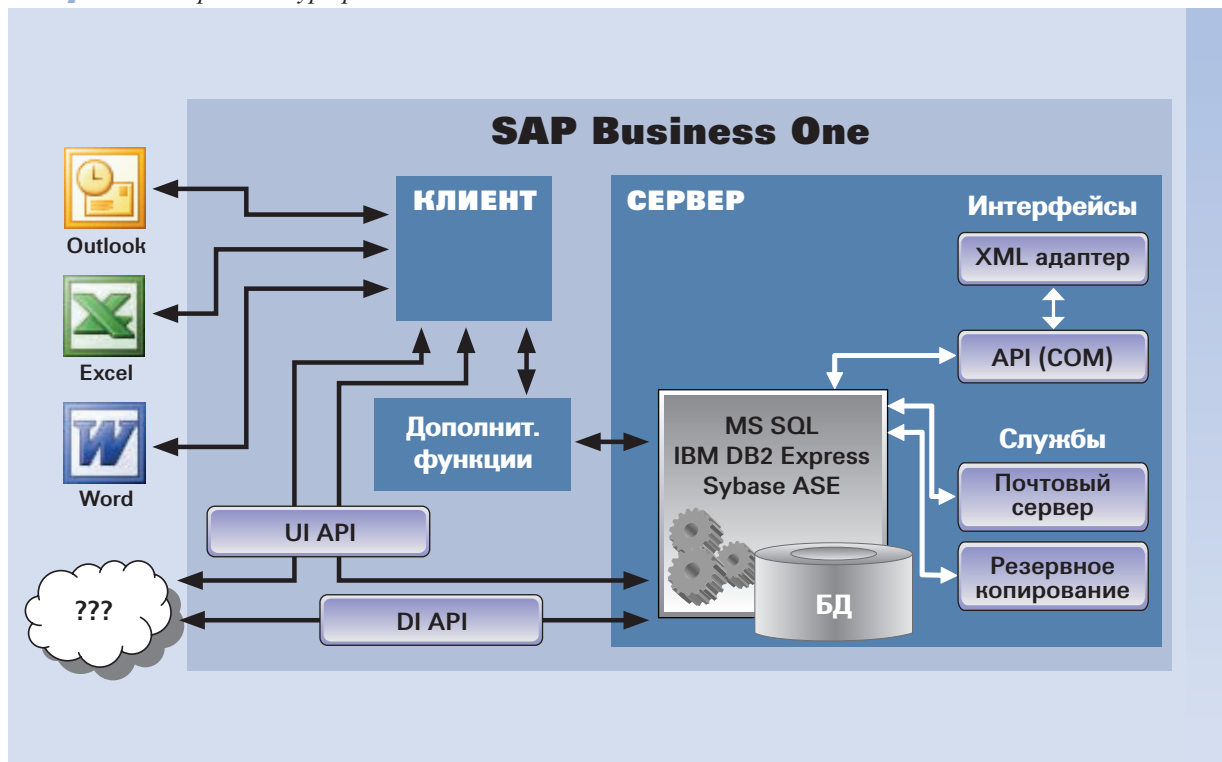 SAP Business One
Outlook
Excel
Word
???
КЛИЕНТ
Дополнит.
функции
UI API
DI API
СЕРВЕР
MS SQL
IBM DB2 Express
Sybase ASE
БД
Интерфейсы
XML адаптер
API (COM)
Службы
Почтовый
сервер
Резервное
копирование